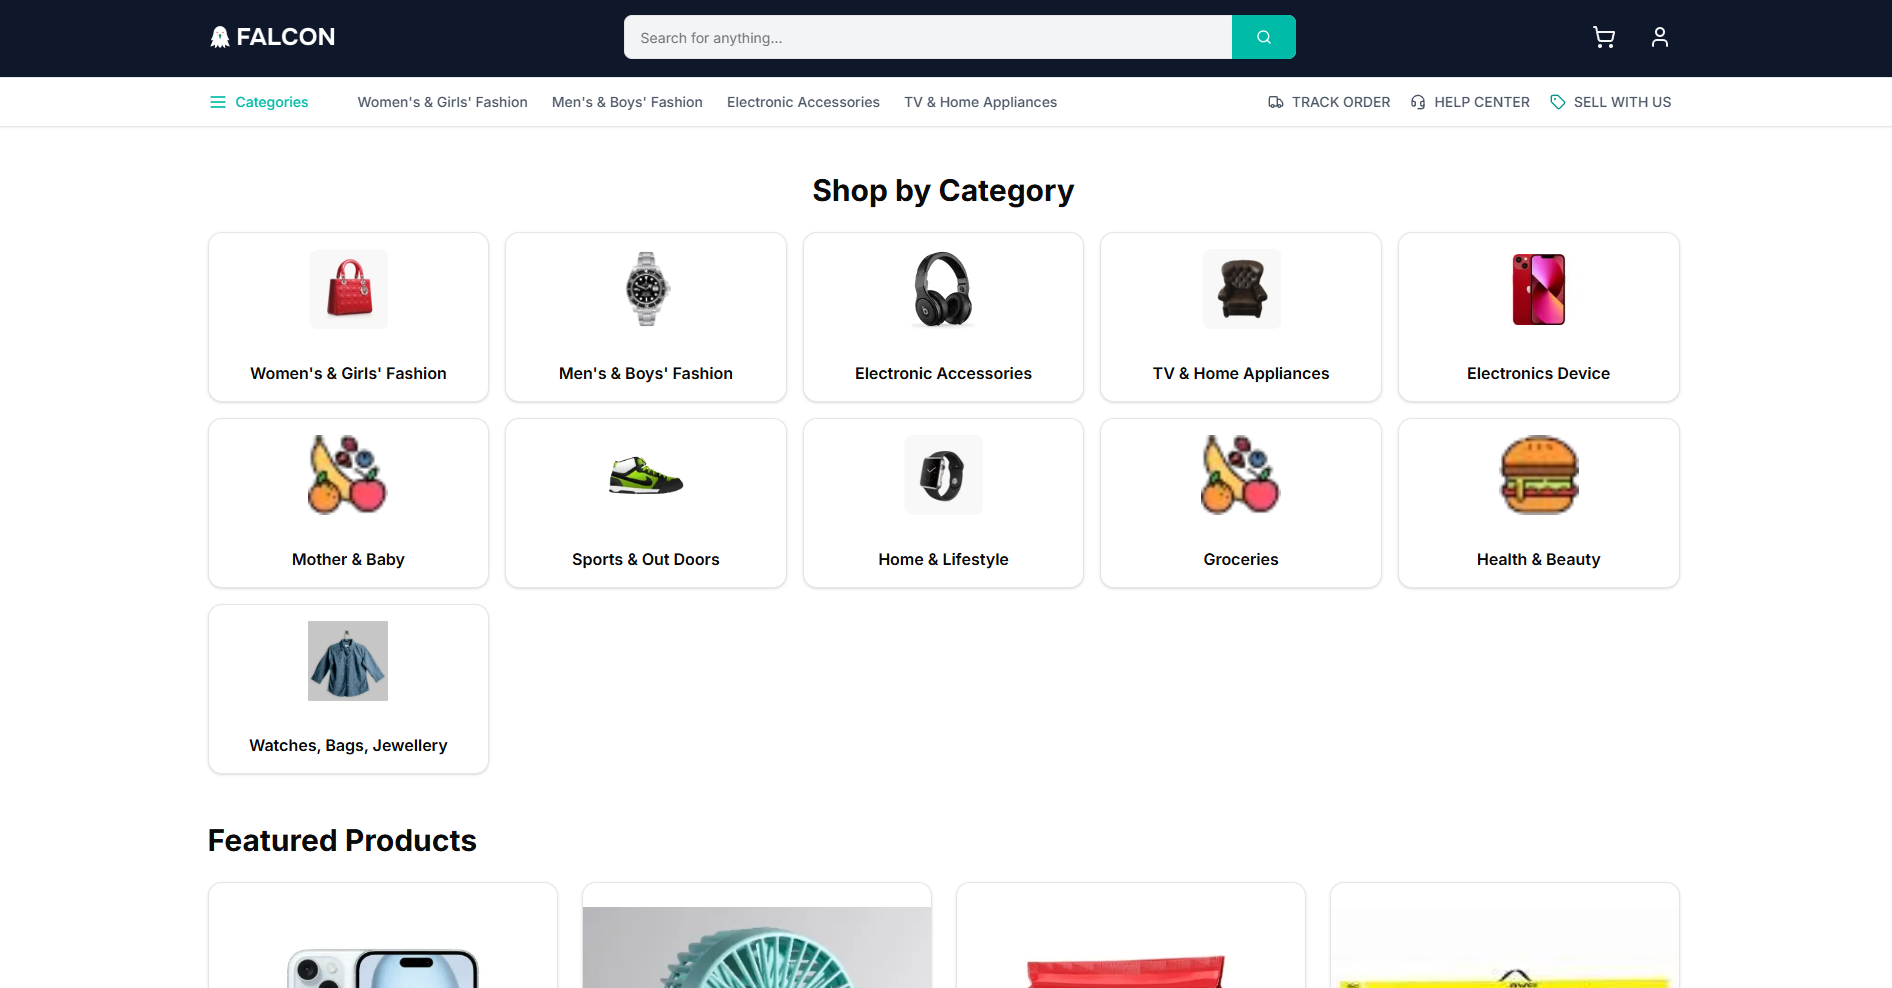 FALCON
Search for anything...
Categories
Women's & Girls' Fashion
Men's & Boys' Fashion
Electronic Accessories
TV & Home Appliances
TRACK ORDER
HELP CENTER
SELL WITH US
Shop by Category
Women's & Girls' Fashion
Men's & Boys' Fashion
Electronic Accessories
TV & Home Appliances
Electronics Device
Mother & Baby
Sports & Out Doors
Home & Lifestyle
Groceries
Health & Beauty
Watches, Bags, Jewellery
Featured Products